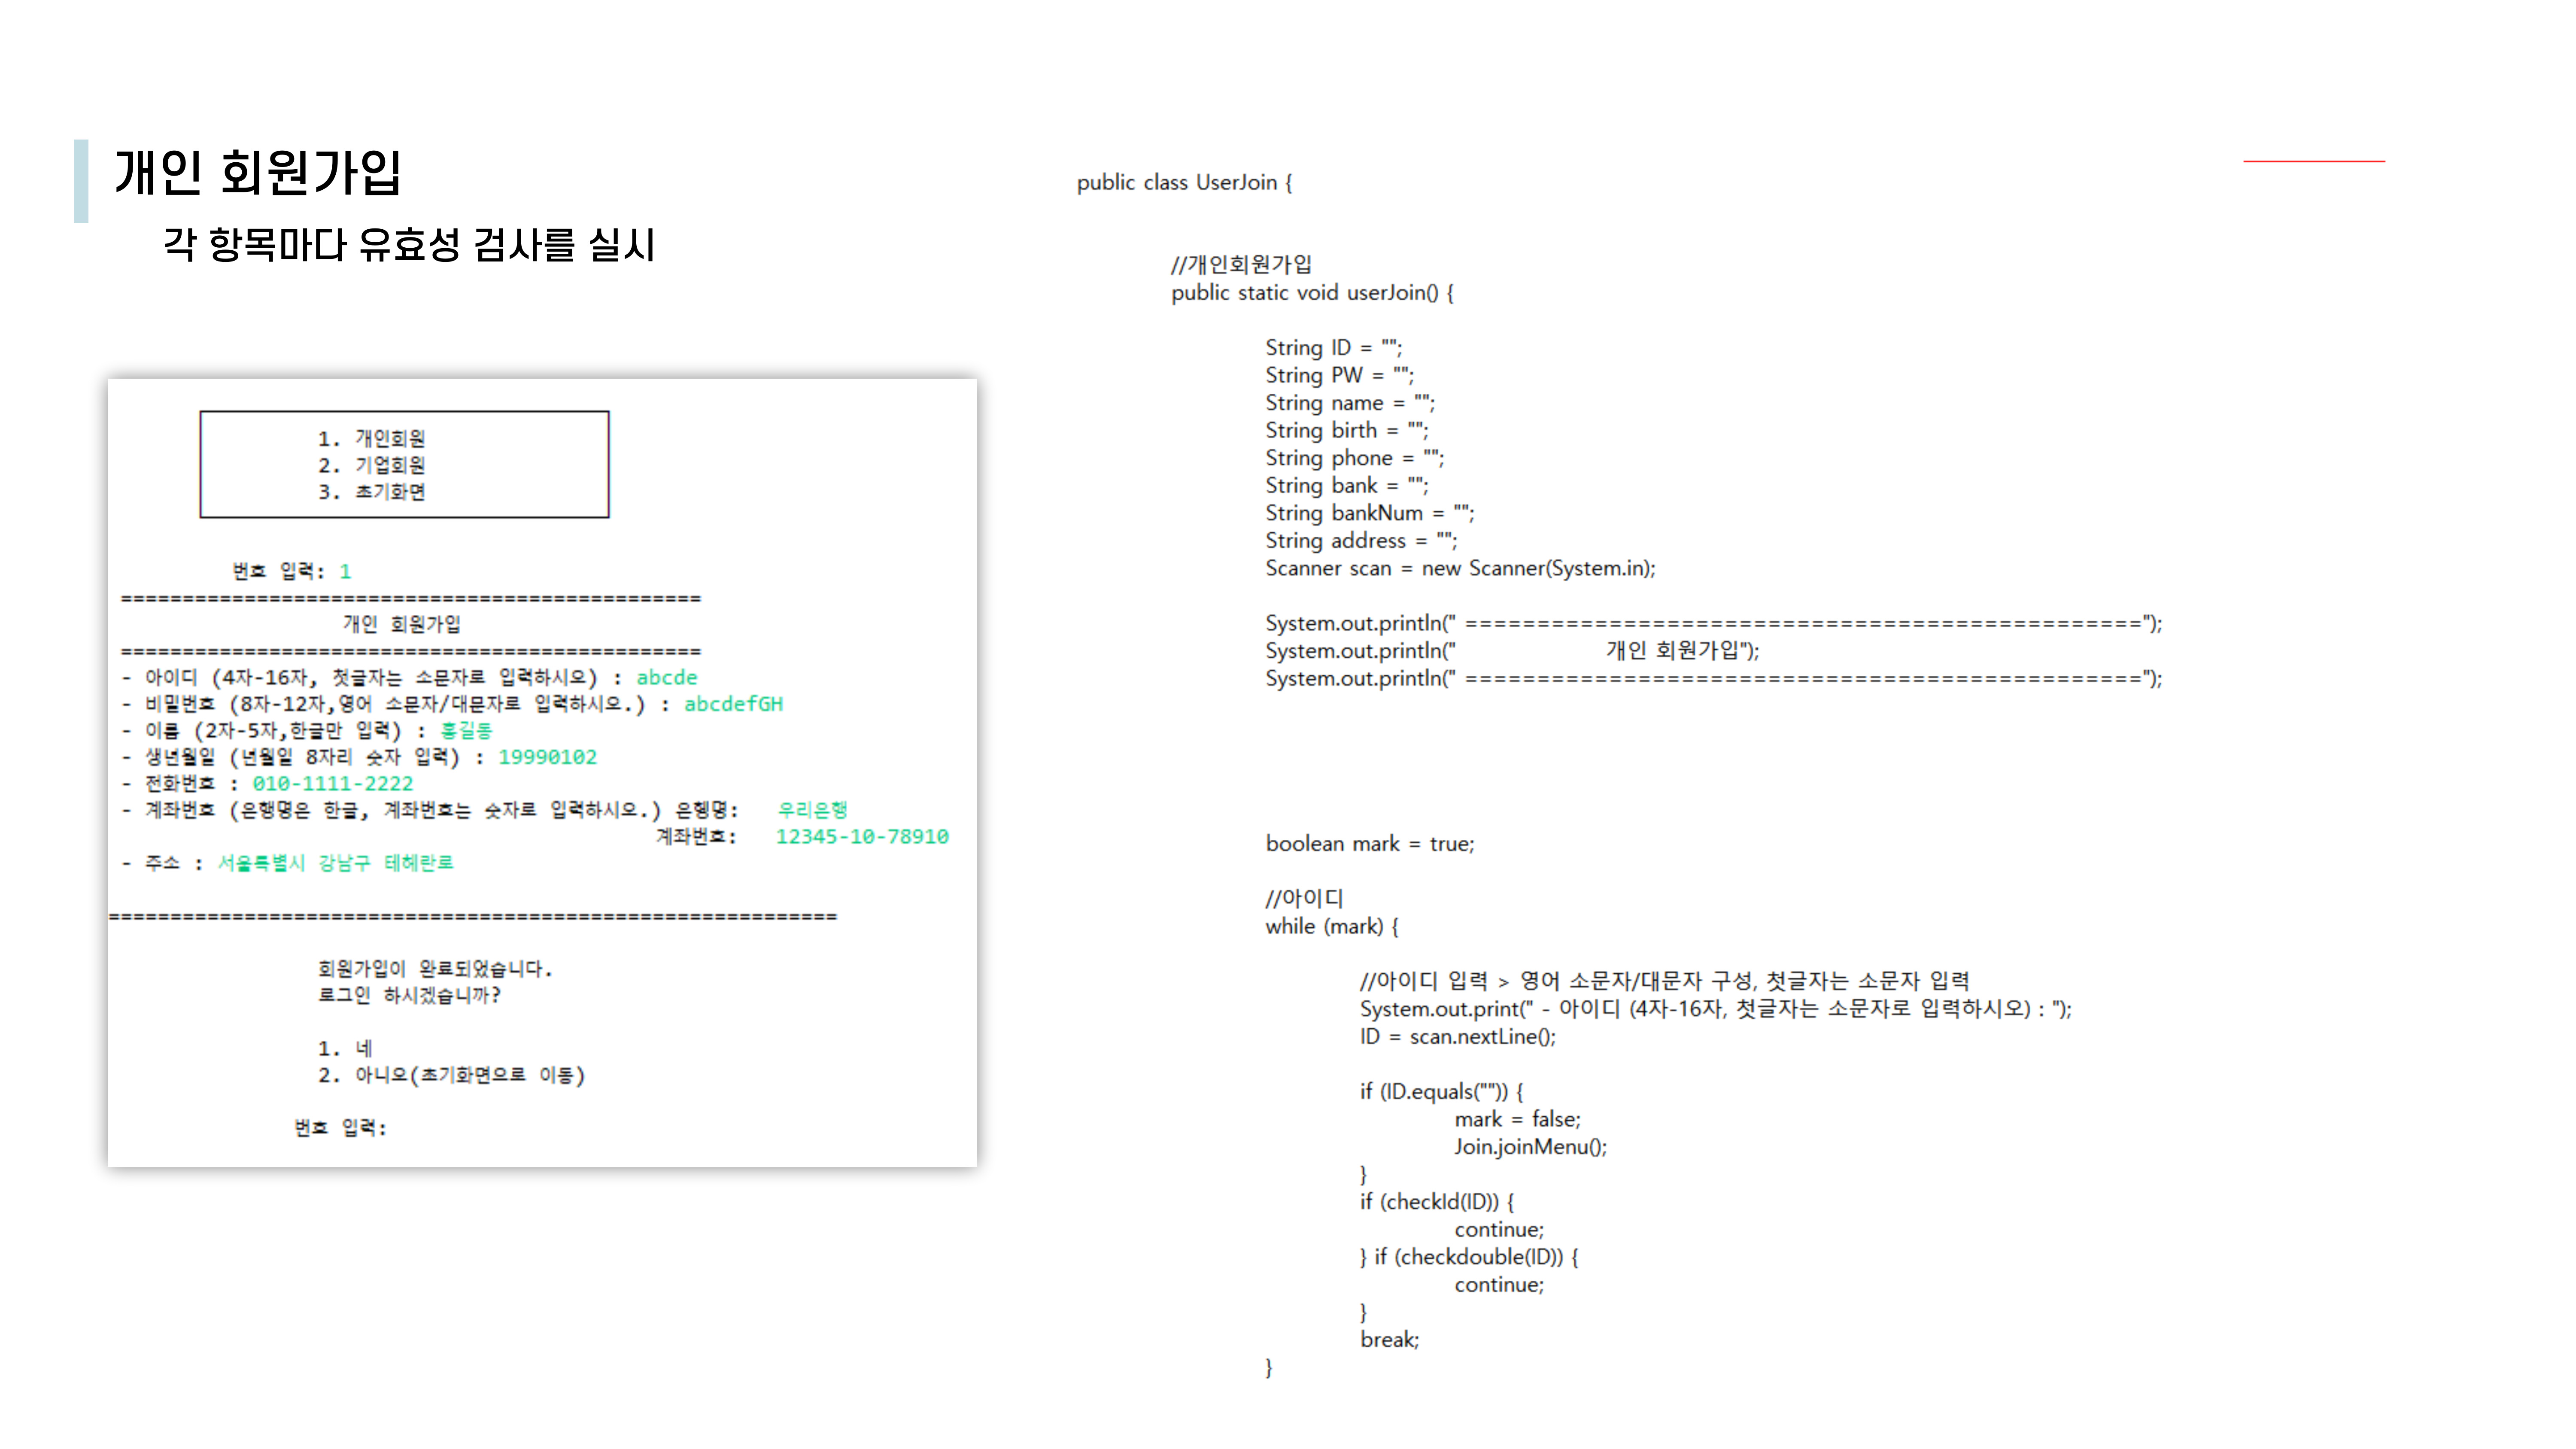 개인 회원가입
각 항목마다 유효성 검사를 실시
1. 개인회원
2. 기업회원
3. 초기화면
번호 입력: 1
===============================================
개인 회원가입
===============================================
- 아이디 (4자-16자, 첫글자는 소문자로 입력하시오) : abcde
- 비밀번호 (8자-12자,영어 소문자/대문자로 입력하시오.) : abcdefGH
- 이름 (2자-5자,한글만 입력) : 홍길동
- 생년월일 (년월일 8자리 숫자 입력) : 19990102
- 전화번호 : 010-1111-2222
- 계좌번호 (은행명은 한글, 계좌번호는 숫자로 입력하시오.) 은행명: 우리은행
계좌번호: 12345-10-78910
- 주소 : 서울특별시 강남구 테헤란로
===========================================================
회원가입이 완료되었습니다.
로그인 하시겠습니까?
1. 네
2. 아니오(초기화면으로 이동)
번호 입력:
public class UserJoin {
//개인회원가입
public static void userJoin() {
String ID = "";
String PW = "";
String name = "";
String birth = "";
String phone = "";
String bank = "";
String bankNum = "";
String address = "";
Scanner scan = new Scanner(System.in);
System.out.println(" ===============================================");
System.out.println(" 개인 회원가입");
System.out.println(" ===============================================");
boolean mark = true;
//아이디
while (mark) {
//아이디 입력 > 영어 소문자/대문자 구성, 첫글자는 소문자 입력
System.out.print(" - 아이디 (4자-16자, 첫글자는 소문자로 입력하시오) : ");
ID = scan.nextLine();
if (ID.equals("")) {
mark = false;
Join.joinMenu();
}
if (checkId(ID)) {
continue;
} if (checkdouble(ID)) {
continue;
}
break;
}